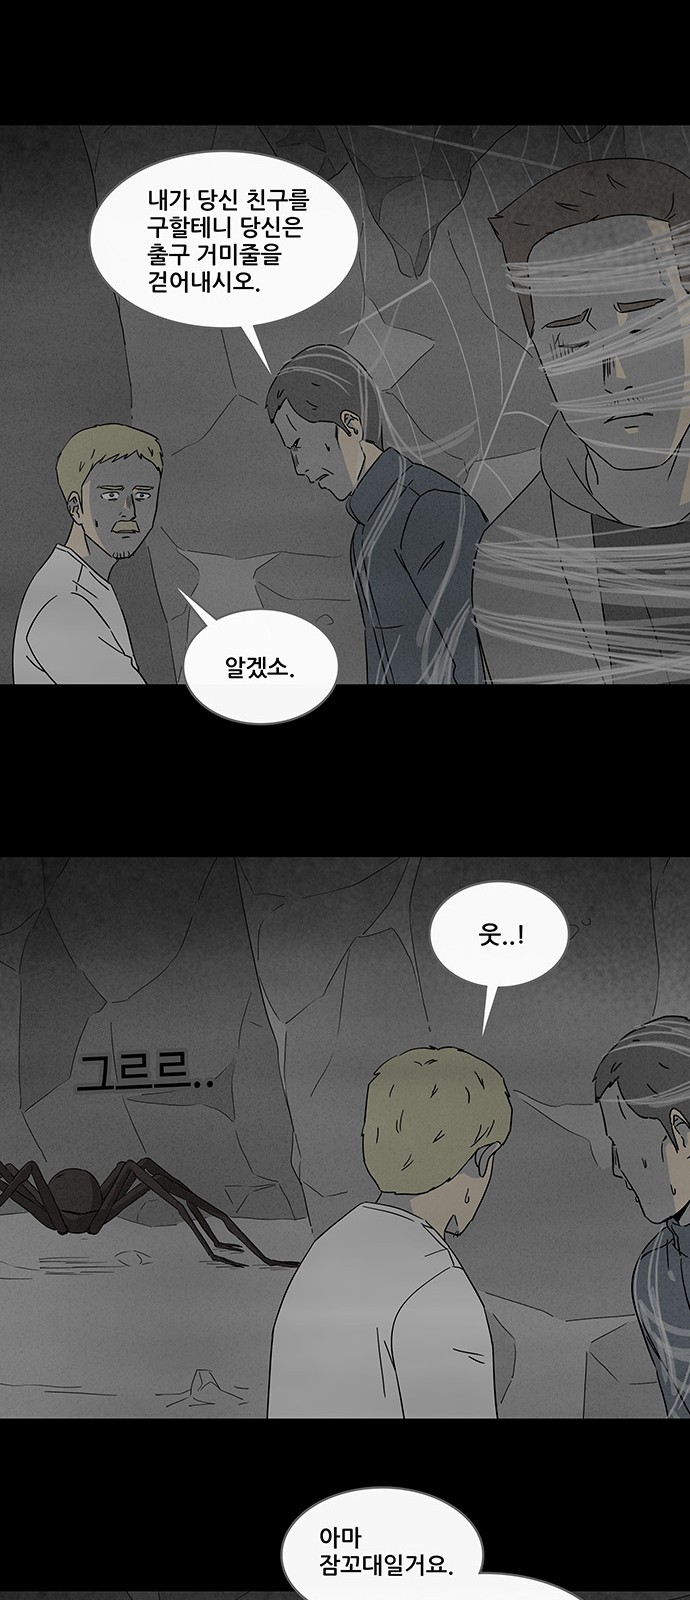 내가 당신 친구를
구할테니 당신은
출구 거미줄을
걷어내시오.
알겠소.
웃..!
그르르..
아마
잠꼬대일거요.